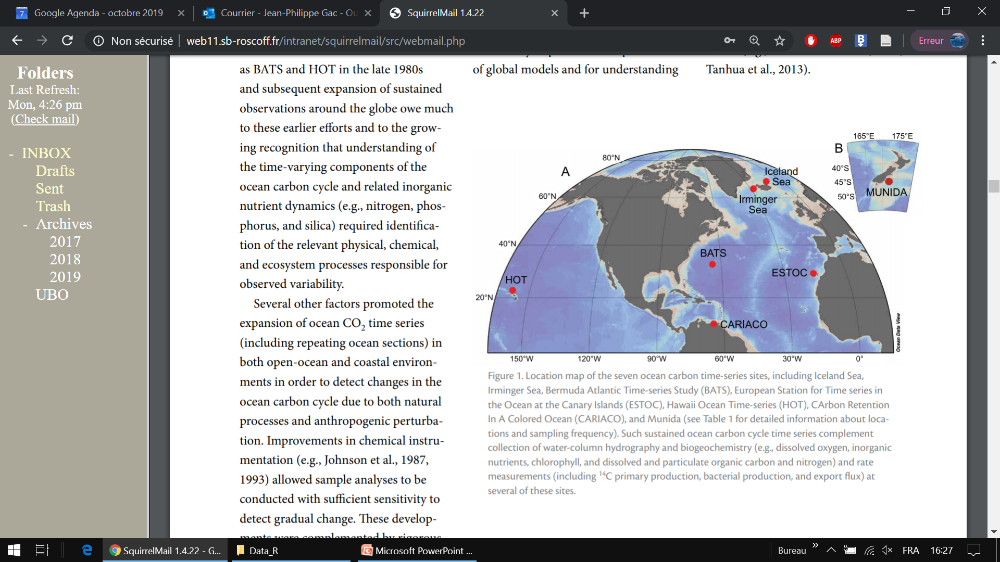 Google Agenda - octobre 2019
Courrier - Jean-Philippe Gac - Ou
SquirrelMail 1.4.22
Non sécurisé
web11.sb-roscoff.fr/intranet/squirrelmail/src/webmail.php
ABP
Erreur
Folders
Last Refresh:
Mon, 4:26 pm
(Check mail)
- INBOX
Drafts
Sent
Trash
- Archives
2017
2018
2019
UBO
as BATS and HOT in the late 1980s
and subsequent expansion of sustained
observations around the globe owe much
to these earlier efforts and to the grow-
ing recognition that understanding of
the time-varying components of the
ocean carbon cycle and related inorganic
nutrient dynamics (e.g., nitrogen, phos-
phorus, and silica) required identifica-
tion of the relevant physical, chemical,
and ecosystem processes responsible for
observed variability.
Several other factors promoted the
expansion of ocean CO2 time series
(including repeating ocean sections) in
both open-ocean and coastal environ-
ments in order to detect changes in the
ocean carbon cycle due to both natural
processes and anthropogenic perturba-
tion. Improvements in chemical instru-
mentation (e.g., Johnson et al., 1987,
1993) allowed sample analyses to be
conducted with sufficient sensitivity to
detect gradual change. These develop-
ments were complemented by rigorous
of global models and for understanding
Tanhua et al., 2013).
A
80°N
60°N
40°N
20°N
Iceland
Sea
Irminger
Sea
BATS
ESTOC
HOT
CARIACO
150°W
120°W
90°W
60°W
30°W
0°
Ocean Data View
B
165°E
175°E
40°S
45°S
50°S
MUNIDA
Figure 1. Location map of the seven ocean carbon time-series sites, including Iceland Sea,
Irminger Sea, Bermuda Atlantic Time-series Study (BATS), European Station for Time series in
the Ocean at the Canary Islands (ESTOC), Hawaii Ocean Time-series (HOT), CArbon Retention
In A Colored Ocean (CARIACO), and Munida (see Table 1 for detailed information about loca-
tions and sampling frequency). Such sustained ocean carbon cycle time series complement
collection of water-column hydrography and biogeochemistry (e.g., dissolved oxygen, inorganic
nutrients, chlorophyll, and dissolved and particulate organic carbon and nitrogen) and rate
measurements (including ¹⁴C primary production, bacterial production, and export flux) at
several of these sites.
SquirrelMail 1.4.22 - G...
Data_R
Microsoft PowerPoint ...
Bureau
FRA
16:27